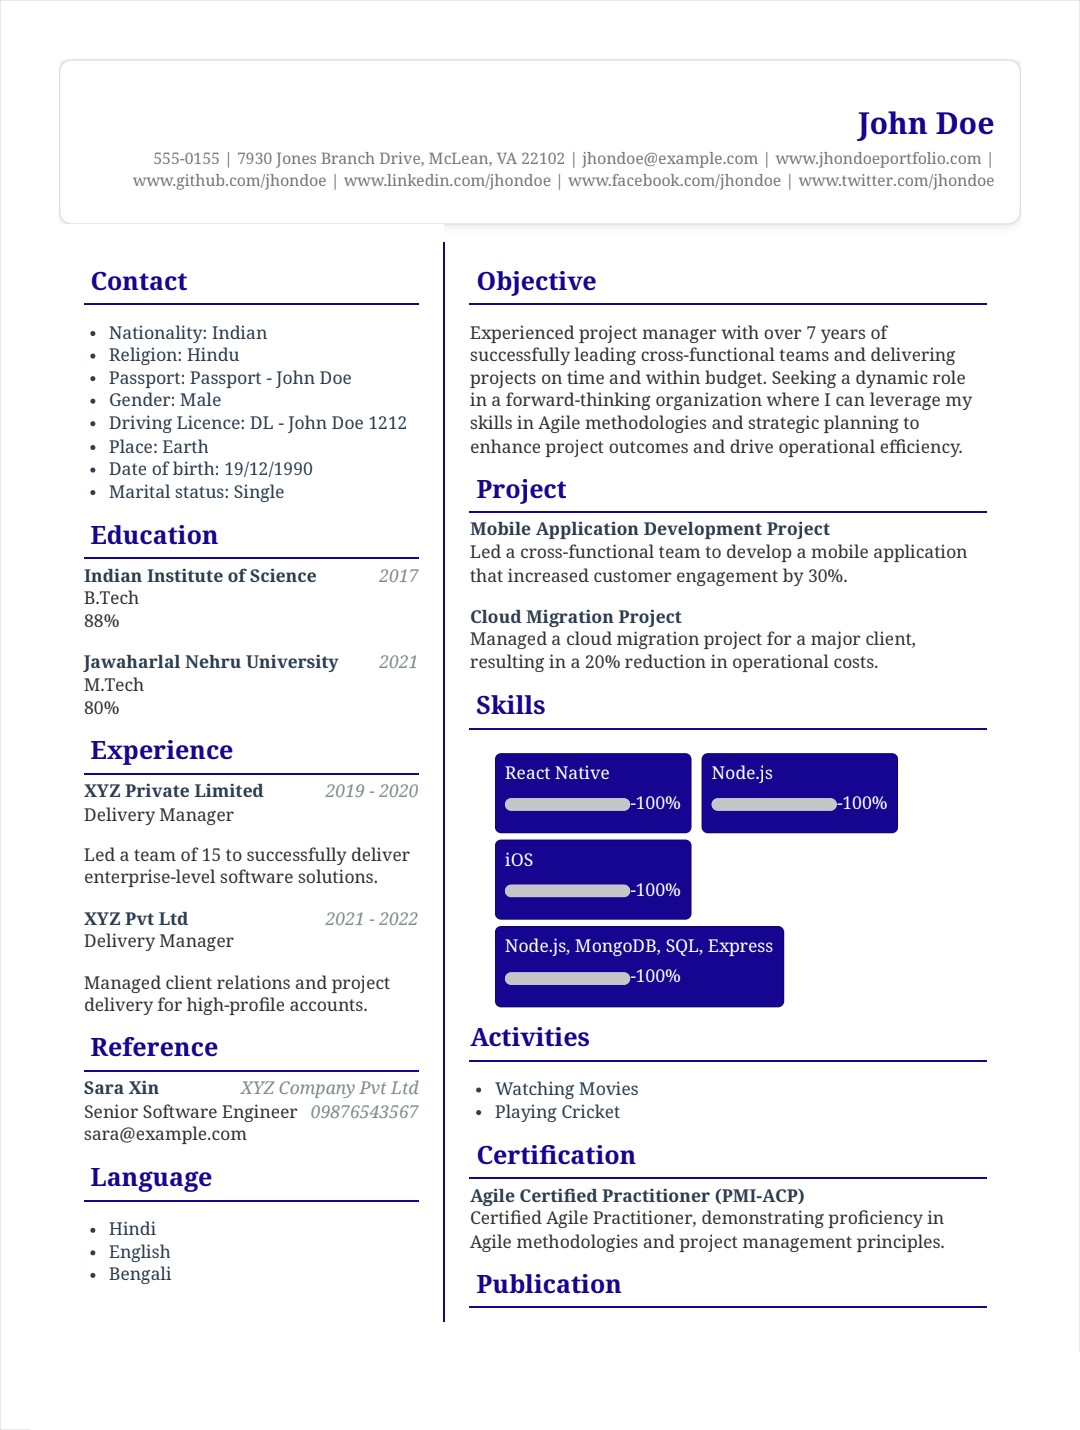 John Doe
555-0155 | 7930 Jones Branch Drive, McLean, VA 22102 | jhondoe@example.com | www.jhondoeportfolio.com |
www.github.com/jhondoe | www.linkedin.com/jhondoe | www.facebook.com/jhondoe | www.twitter.com/jhondoe
Contact
• Nationality: Indian
• Religion: Hindu
• Passport: Passport - John Doe
• Gender: Male
• Driving Licence: DL - John Doe 1212
• Place: Earth
• Date of birth: 19/12/1990
• Marital status: Single
Education
Indian Institute of Science 2017
B.Tech
88%
Jawaharlal Nehru University 2021
M.Tech
80%
Experience
XYZ Private Limited 2019 - 2020
Delivery Manager
Led a team of 15 to successfully deliver
enterprise-level software solutions.
XYZ Pvt Ltd 2021 - 2022
Delivery Manager
Managed client relations and project
delivery for high-profile accounts.
Reference
Sara Xin XYZ Company Pvt Ltd
Senior Software Engineer 09876543567
sara@example.com
Language
• Hindi
• English
• Bengali
Objective
Experienced project manager with over 7 years of
successfully leading cross-functional teams and delivering
projects on time and within budget. Seeking a dynamic role
in a forward-thinking organization where I can leverage my
skills in Agile methodologies and strategic planning to
enhance project outcomes and drive operational efficiency.
Project
Mobile Application Development Project
Led a cross-functional team to develop a mobile application
that increased customer engagement by 30%.
Cloud Migration Project
Managed a cloud migration project for a major client,
resulting in a 20% reduction in operational costs.
Skills
React Native
-100%
Node.js
-100%
iOS
-100%
Node.js, MongoDB, SQL, Express
-100%
Activities
• Watching Movies
• Playing Cricket
Certification
Agile Certified Practitioner (PMI-ACP)
Certified Agile Practitioner, demonstrating proficiency in
Agile methodologies and project management principles.
Publication